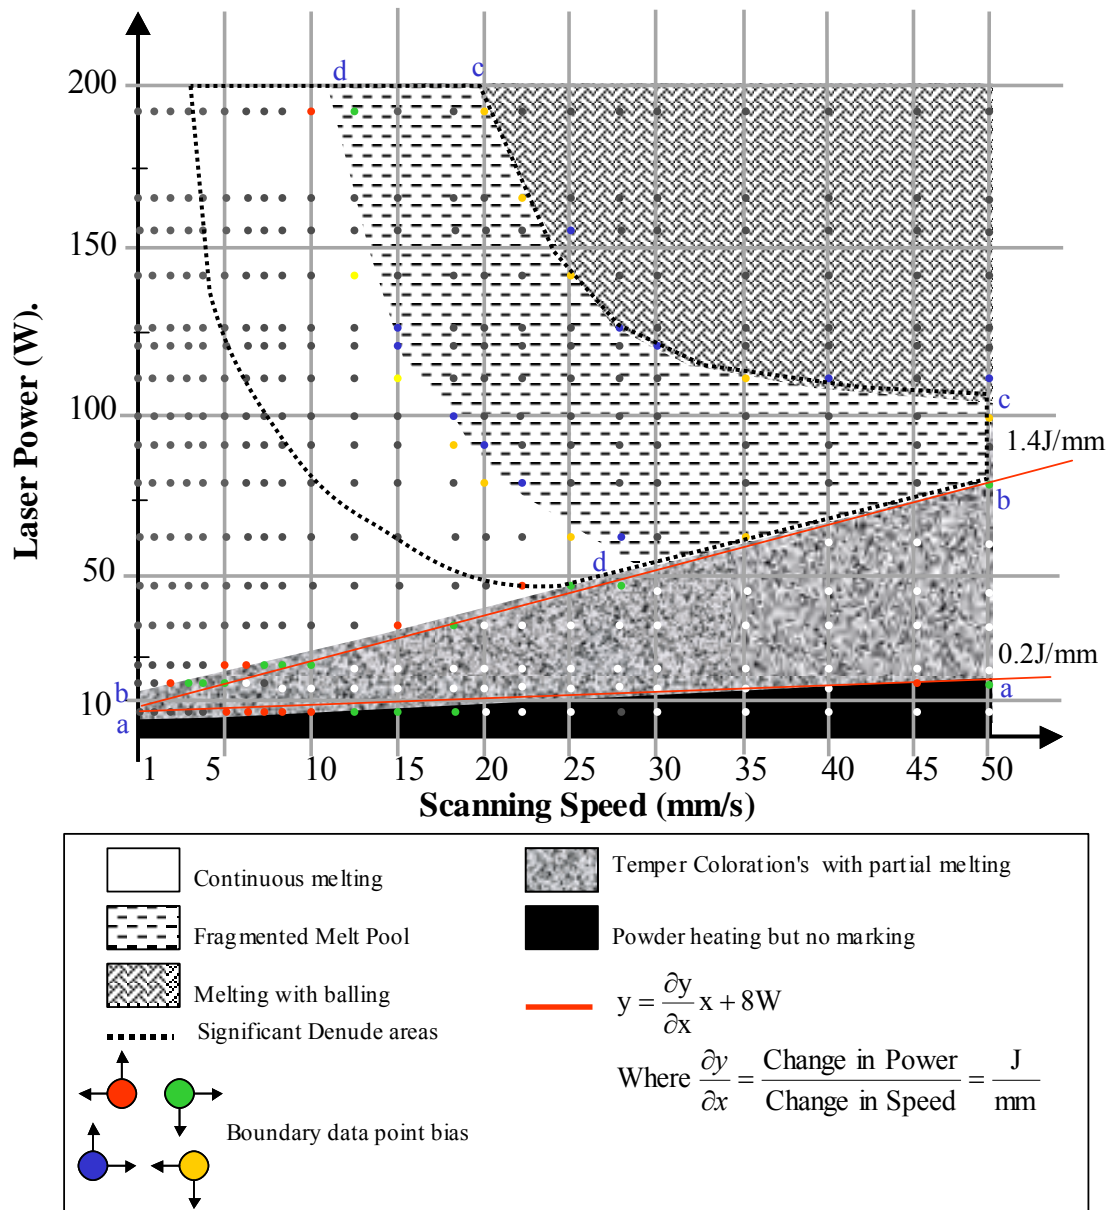 d
c
200
150
100
50
10
Laser Power (W).
c
1.4J/mm
b
d
0.2J/mm
a
b
a
1 5 10 15 20 25 30 35 40 45 50
Scanning Speed (mm/s)
Continuous melting
Fragmented Melt Pool
Melting with balling
Significant Denude areas
Boundary data point bias
Temper Coloration's with partial melting
Powder heating but no marking
y = ∂y/∂x x + 8W
Where ∂y/∂x = Change in Power/Change in Speed = J/mm